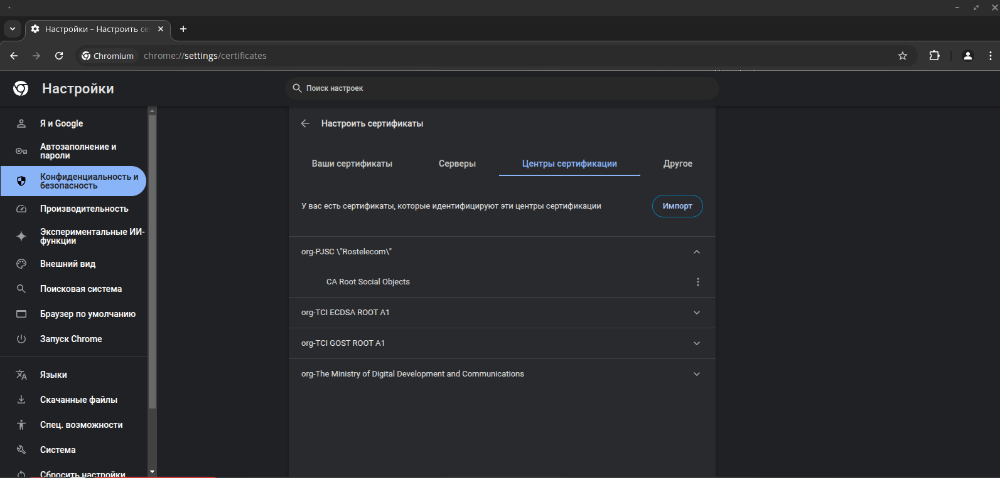 Настройки – Настроить се
Chromium
chrome://settings/certificates
Настройки
Поиск настроек
Я и Google
Автозаполнение и
пароли
Конфиденциальность и
безопасность
Производительность
Экспериментальные ИИ-
функции
Внешний вид
Поисковая система
Браузер по умолчанию
Запуск Chrome
Языки
Скачанные файлы
Спец. возможности
Система
Сбросить настройки
Настроить сертификаты
Ваши сертификаты
Серверы
Центры сертификации
Другое
У вас есть сертификаты, которые идентифицируют эти центры сертификации
Импорт
org-PJSC \"Rostelecom\"
CA Root Social Objects
org-TCI ECDSA ROOT A1
org-TCI GOST ROOT A1
org-The Ministry of Digital Development and Communications